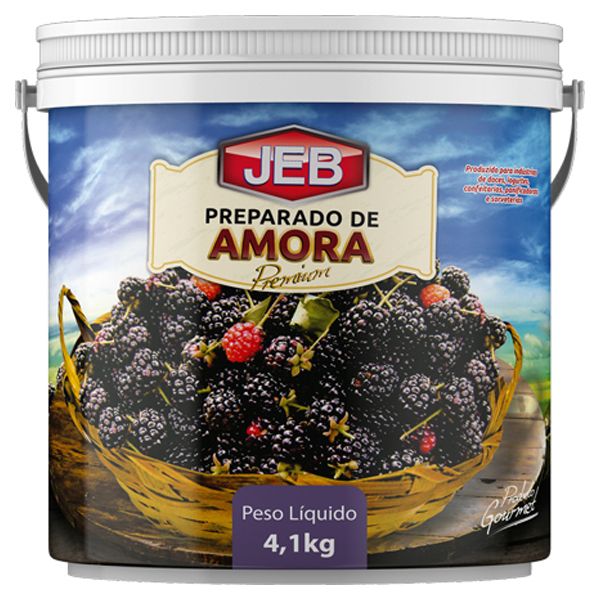 JEB
PREPARADO DE
AMORA
Premium
Produzido para indústrias
de doces, iogurtes,
confeitarias, panificadoras
e sorveterias
Produto
Gourmet
Peso Líquido
4,1kg